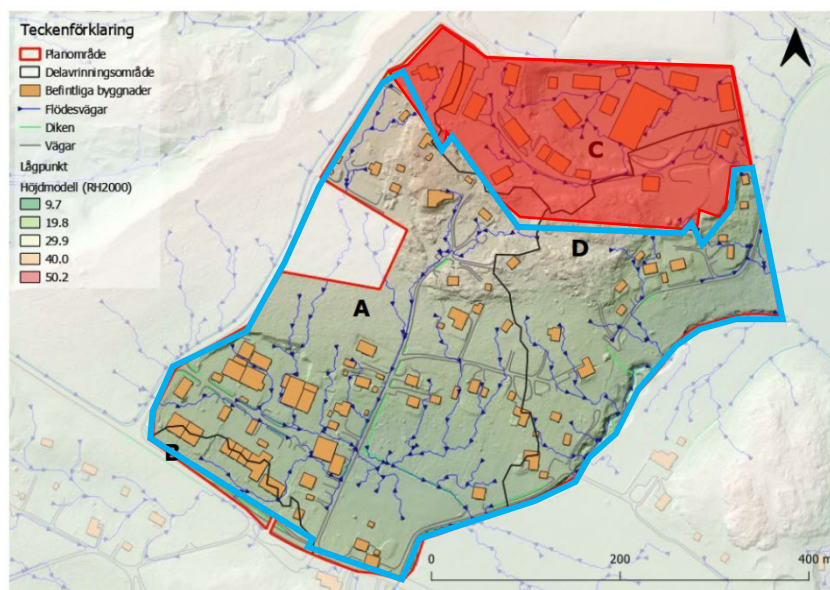 Teckenförklaring
Planområde
Delavrinningsområde
Befintliga byggnader
Flödesvägar
Diken
Vägar
Lågpunkt
Höjdmodell (RH2000)
9.7
19.8
29.9
40.0
50.2
C
D
A
B
0
200
400 m